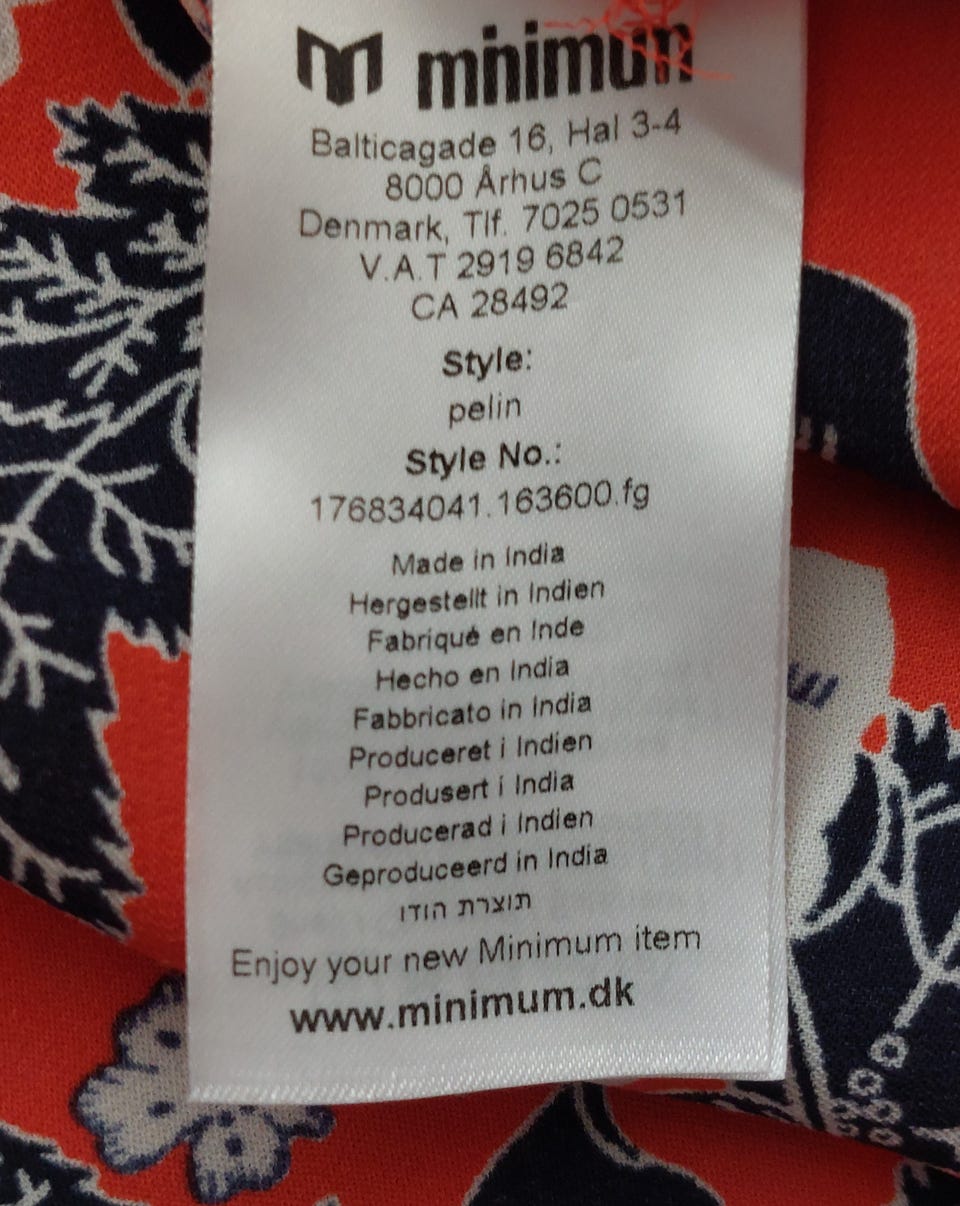 minimum
Balticagade 16, Hal 3-4
8000 Århus C
Denmark, Tlf. 7025 0531
V.A.T 2919 6842
CA 28492
Style:
pelin
Style No.:
176834041.163600.fg
Made in India
Hergestellt in Indien
Fabriqué en Inde
Hecho en India
Fabbricato in India
Produceret i Indien
Produsert i India
Producerad i Indien
Geproduceerd in India
תוצרת הודו
Enjoy your new Minimum item
www.minimum.dk